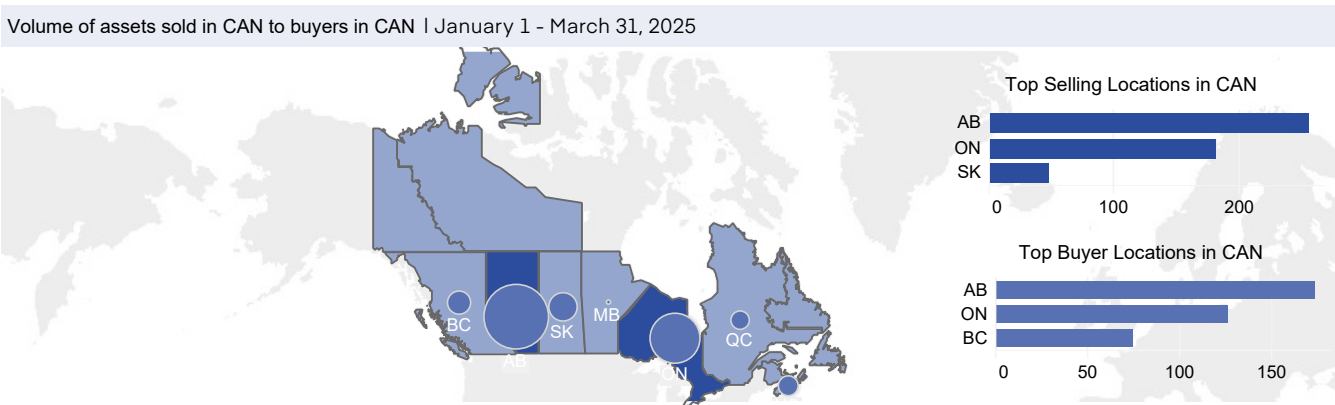 Volume of assets sold in CAN to buyers in CAN | January 1 - March 31, 2025
Top Selling Locations in CAN
AB
ON
SK
0 100 200
Top Buyer Locations in CAN
AB
ON
BC
0 50 100 150
BC
AB
SK
MB
ON
QC